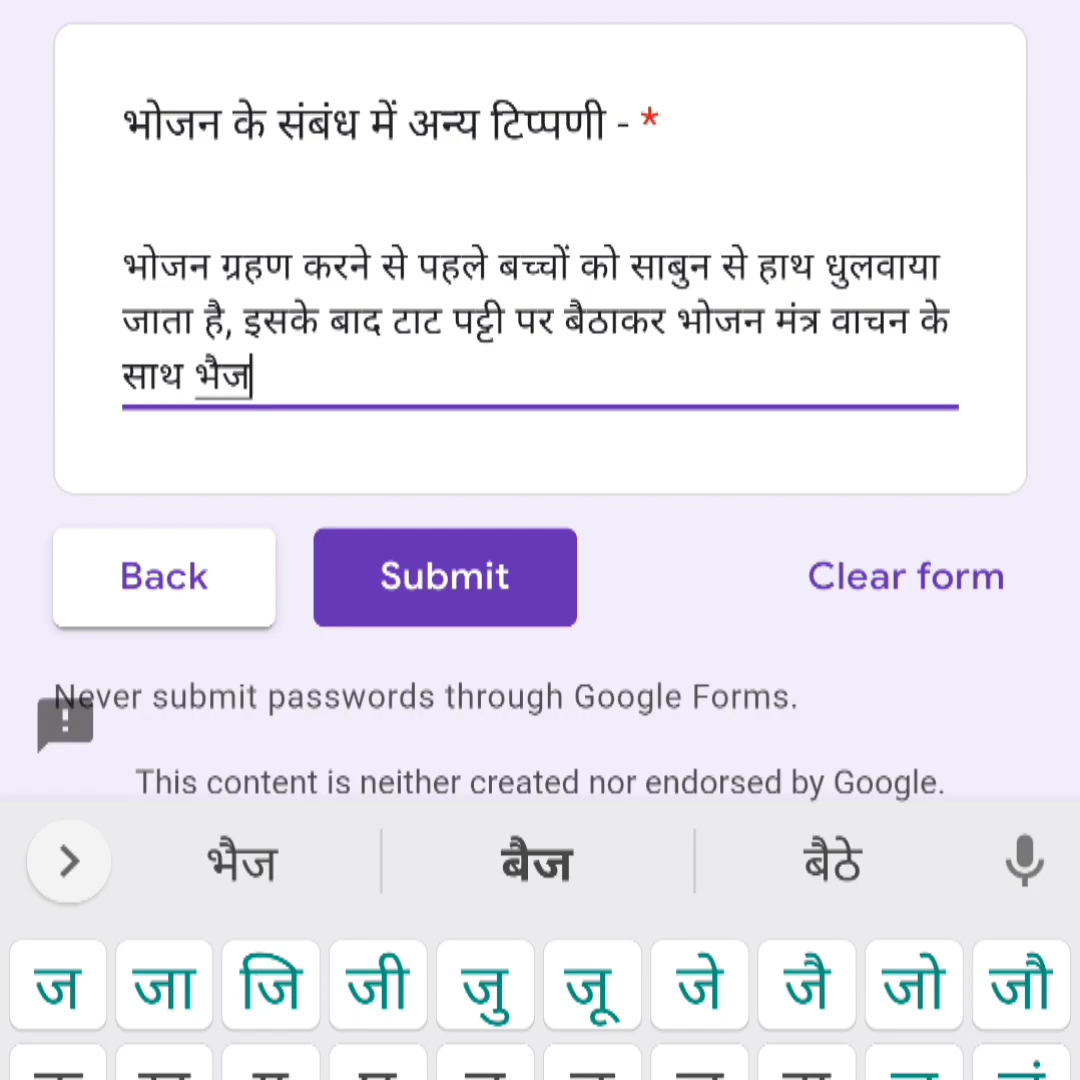 भोजन के संबंध में अन्य टिप्पणी - *
भोजन ग्रहण करने से पहले बच्चों को साबुन से हाथ धुलवाया
जाता है, इसके बाद टाट पट्टी पर बैठाकर भोजन मंत्र वाचन के
साथ भैज
Back Submit Clear form
Never submit passwords through Google Forms.
This content is neither created nor endorsed by Google.
भैज बैज बैठे
ज जा जि जी जु जू जे जै जो जौ